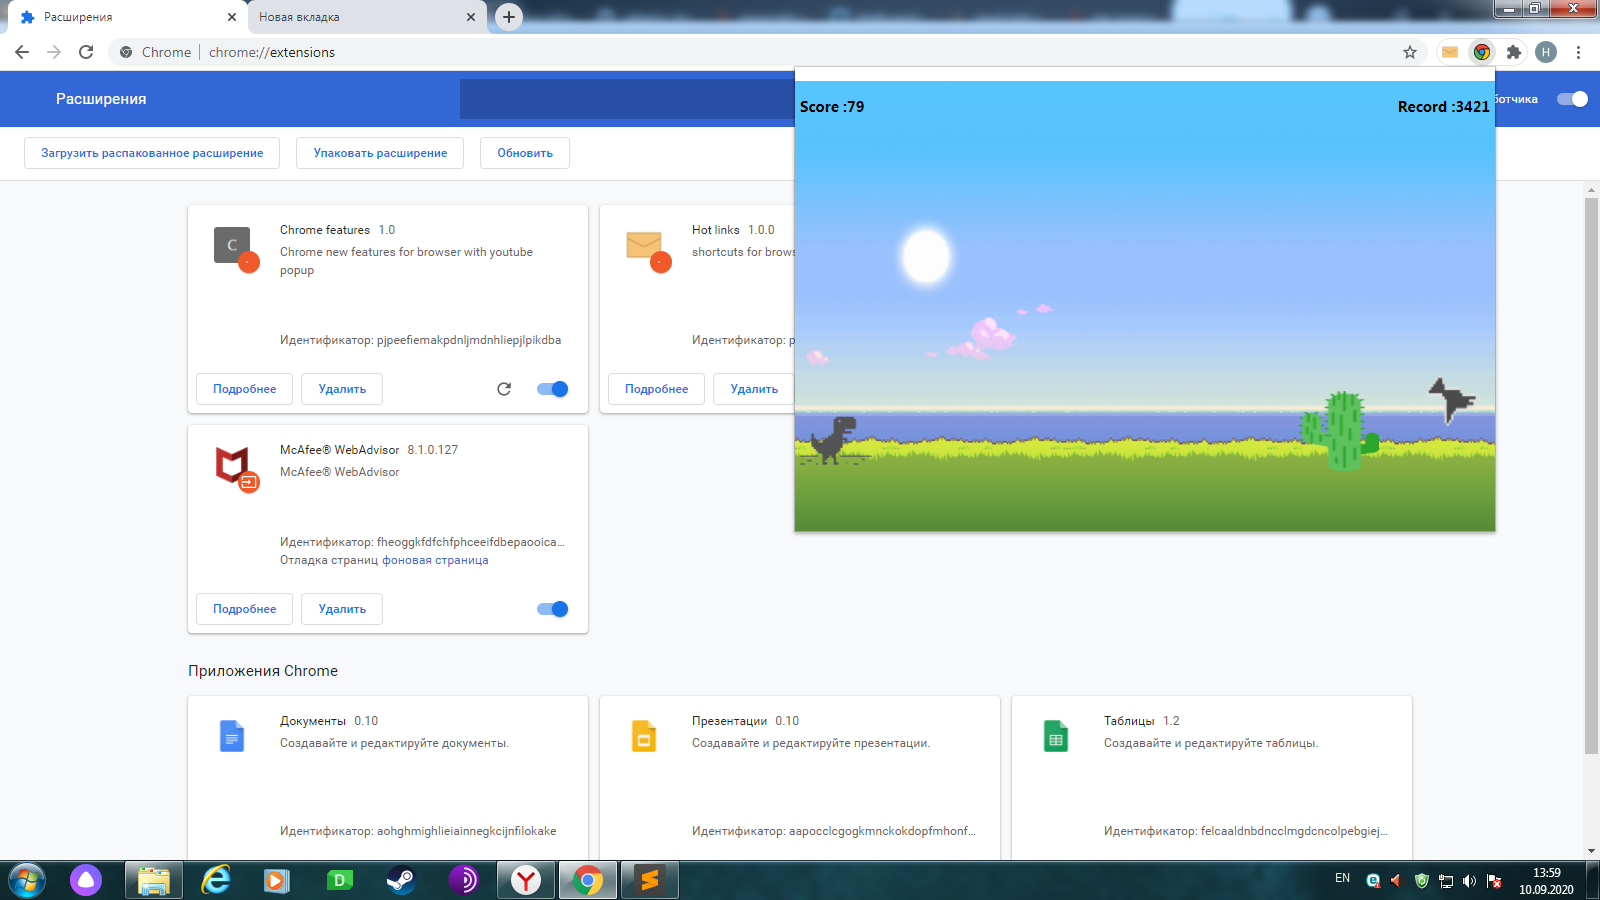 Расширения
Новая вкладка
Chrome
chrome://extensions
H
Расширения
ботчика
Score :79
Record :3421
Загрузить распакованное расширение
Упаковать расширение
Обновить
C
Chrome features 1.0
Chrome new features for browser with youtube
popup
Идентификатор: pjpeefiemakpdnljmdnhliepjlpikdba
Подробнее
Удалить
Hot links 1.0.0
shortcuts for brows
Идентификатор: p
Подробнее
Удалить
McAfee® WebAdvisor 8.1.0.127
McAfee® WebAdvisor
Идентификатор: fheoggkfdfchfphceeifdbepaooica...
Отладка страниц фоновая страница
Подробнее
Удалить
Приложения Chrome
Документы 0.10
Создавайте и редактируйте документы.
Идентификатор: aohghmighlieiainnegkcijnfilokake
Презентации 0.10
Создавайте и редактируйте презентации.
Идентификатор: aapocclcgogkmnckokdopfmhonf...
Таблицы 1.2
Создавайте и редактируйте таблицы.
Идентификатор: felcaaldnbdncclmgdcncolpebgiej...
EN
13:59
10.09.2020